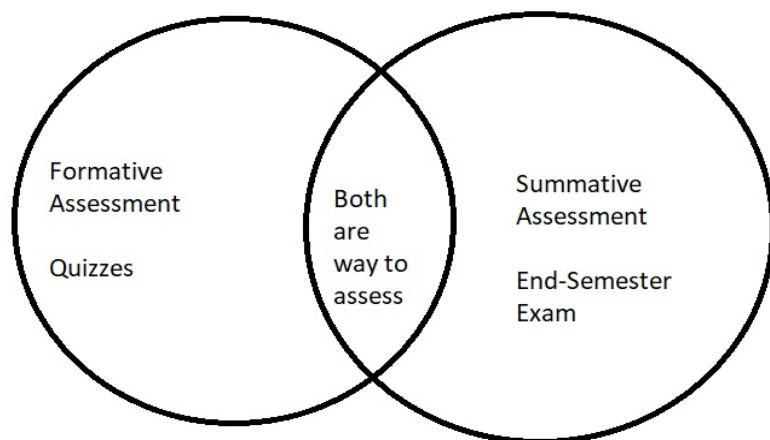 Formative
Assessment
Quizzes
Both
are
way to
assess
Summative
Assessment
End-Semester
Exam